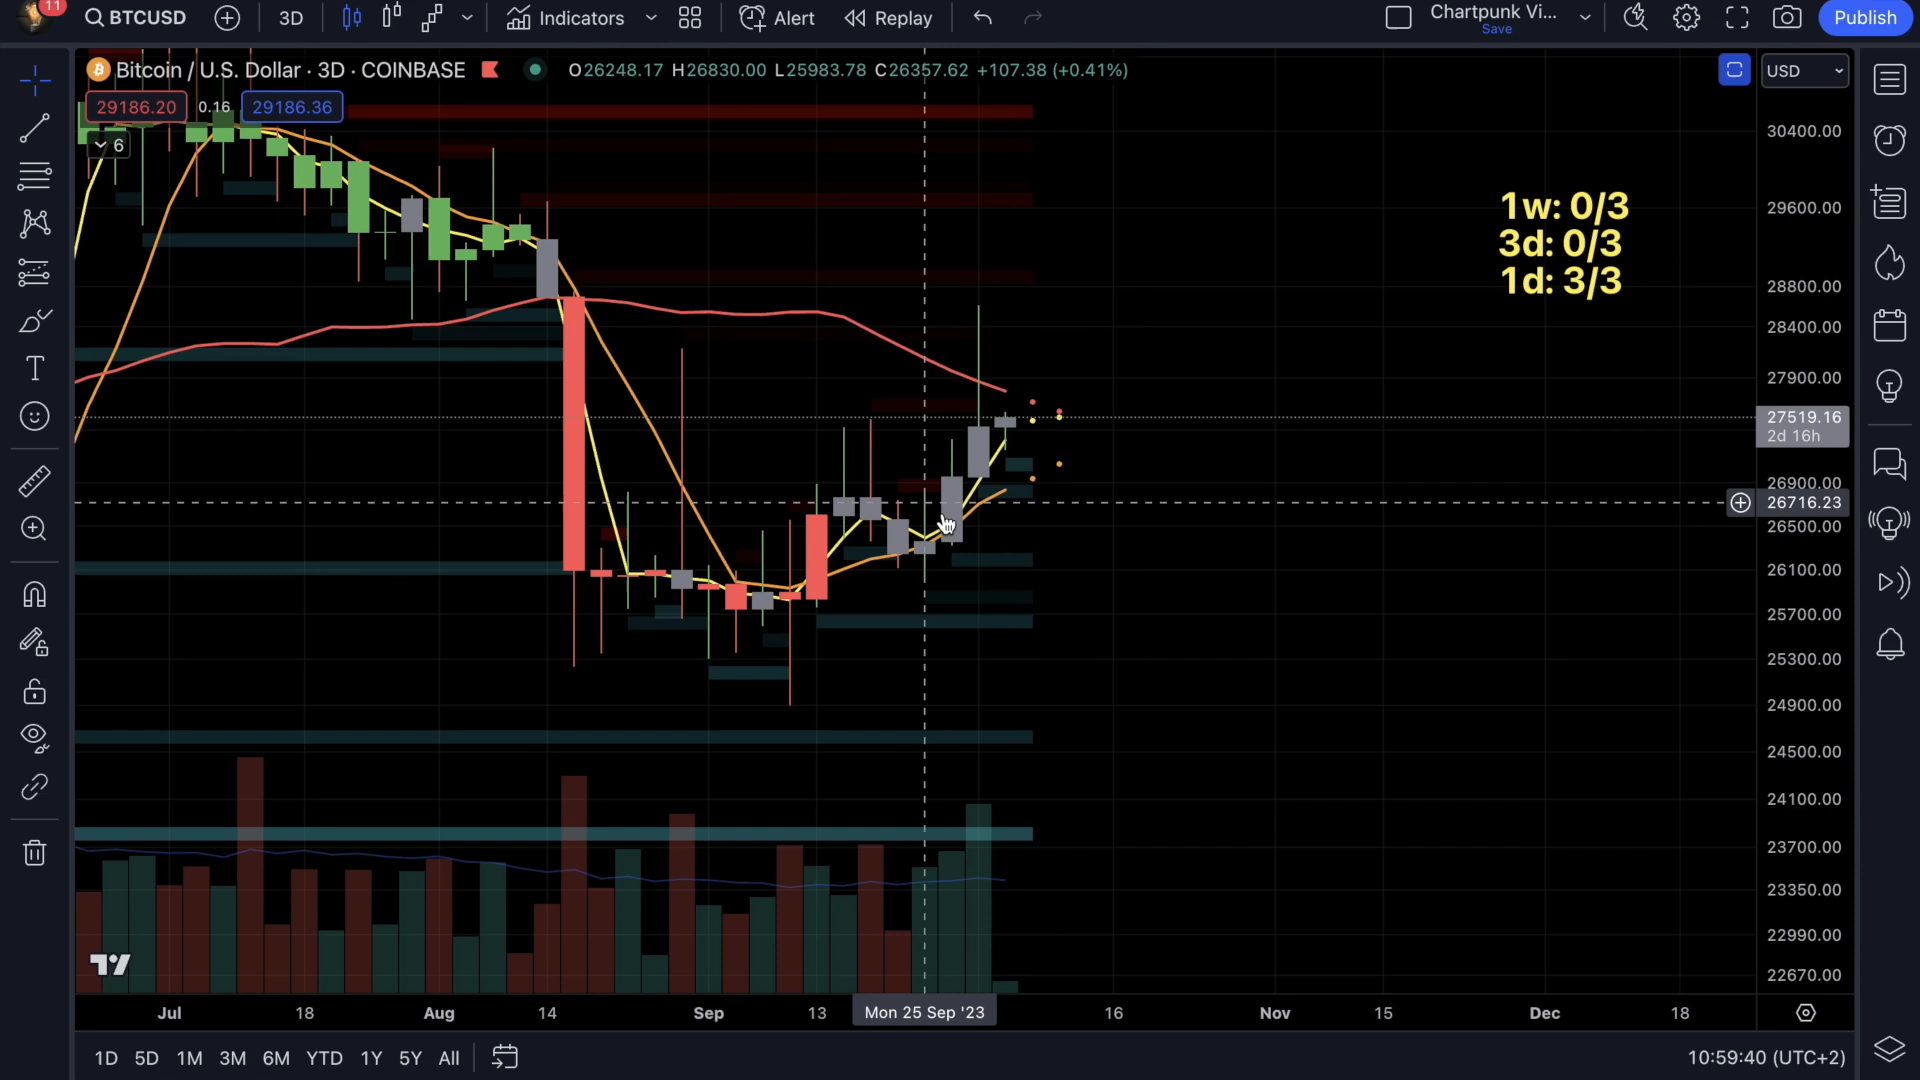 11
BTCUSD 3D Indicators Alert Replay Chartpunk Vi... Save Publish
Bitcoin / U.S. Dollar · 3D · COINBASE O26248.17 H26830.00 L25983.78 C26357.62 +107.38 (+0.41%) USD
29186.20 0.16 29186.36
6
1w: 0/3
3d: 0/3
1d: 3/3
30400.00
29600.00
28800.00
28400.00
27900.00
27519.16
2d 16h
26900.00
26716.23
26500.00
26100.00
25700.00
25300.00
24900.00
24500.00
24100.00
23700.00
23350.00
22990.00
22670.00
Jul 18 Aug 14 Sep 13 Mon 25 Sep '23 16 Nov 15 Dec 18
1D 5D 1M 3M 6M YTD 1Y 5Y All 10:59:40 (UTC+2)